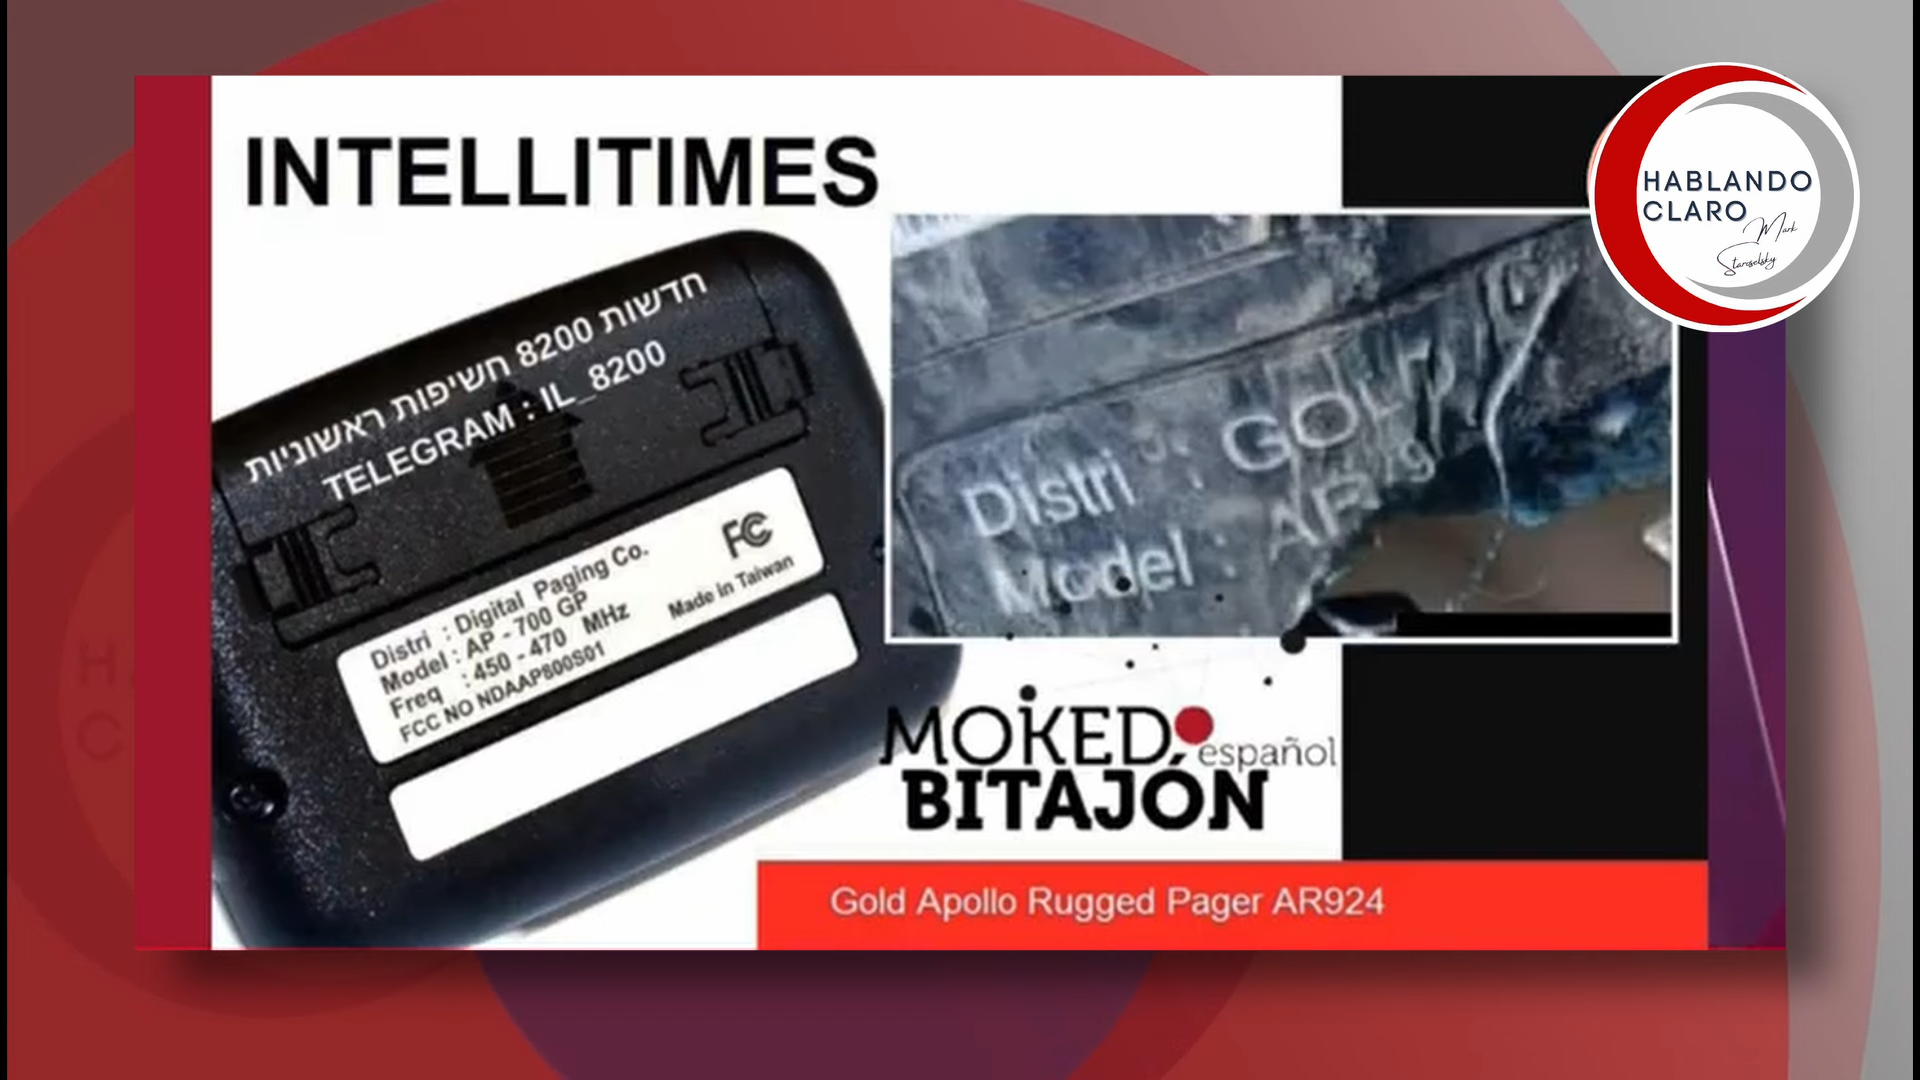 INTELLITIMES
HABLANDO
CLARO
Mark
Staroselsky
חדשות 8200 חשיפות ראשוניות
TELEGRAM : IL_8200
Distri : Digital Paging Co.
Model : AP - 700 GP
Freq : 450 - 470 MHz
FCC NO NDAAP800S01
FC
Made in Taiwan
Distri : GOL
Model : AR
MOKED español
BITAJÓN
Gold Apollo Rugged Pager AR924